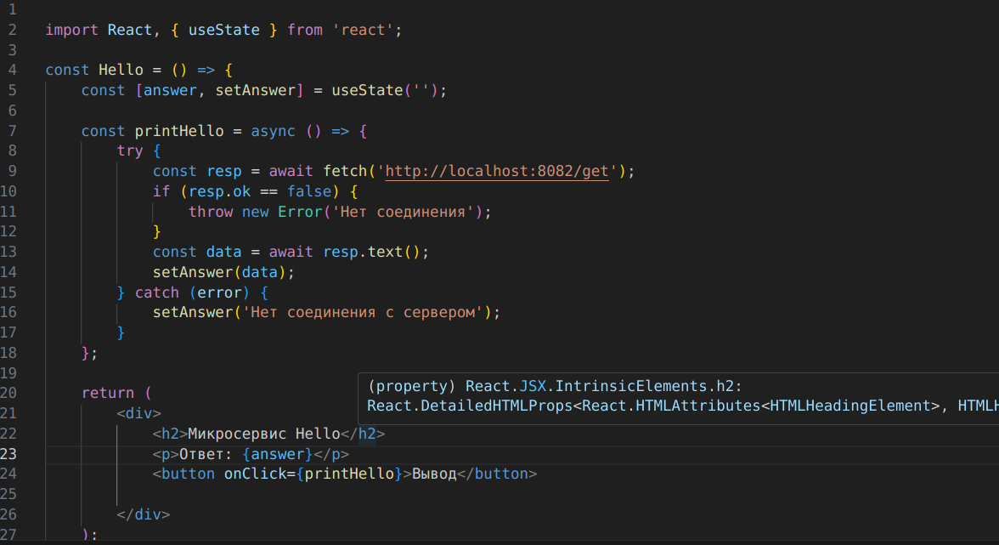 1
2 import React, { useState } from 'react';
3
4 const Hello = () => {
5 const [answer, setAnswer] = useState('');
6
7 const printHello = async () => {
8 try {
9 const resp = await fetch('http://localhost:8082/get');
10 if (resp.ok == false) {
11 throw new Error('Нет соединения');
12 }
13 const data = await resp.text();
14 setAnswer(data);
15 } catch (error) {
16 setAnswer('Нет соединения с сервером');
17 }
18 };
19
(property) React.JSX.IntrinsicElements.h2:
20 return (
React.DetailedHTMLProps<React.HTMLAttributes<HTMLHeadingElement>, HTMLH
21 <div>
22 <h2>Микросервис Hello</h2>
23 <p>Ответ: {answer}</p>
24 <button onClick={printHello}>Вывод</button>
25
26 </div>
27 );